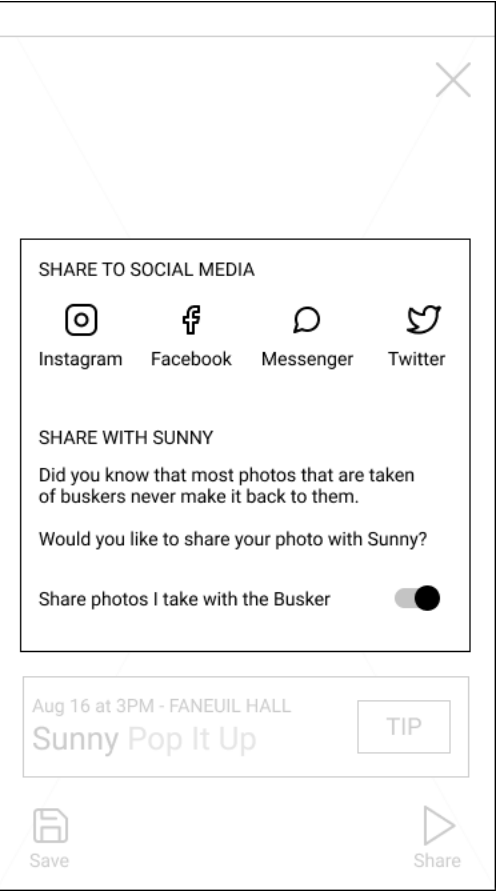 SHARE TO SOCIAL MEDIA
Instagram Facebook Messenger Twitter
SHARE WITH SUNNY
Did you know that most photos that are taken
of buskers never make it back to them.
Would you like to share your photo with Sunny?
Share photos I take with the Busker
Aug 16 at 3PM - FANEUIL HALL
Sunny Pop It Up
TIP
Save
Share